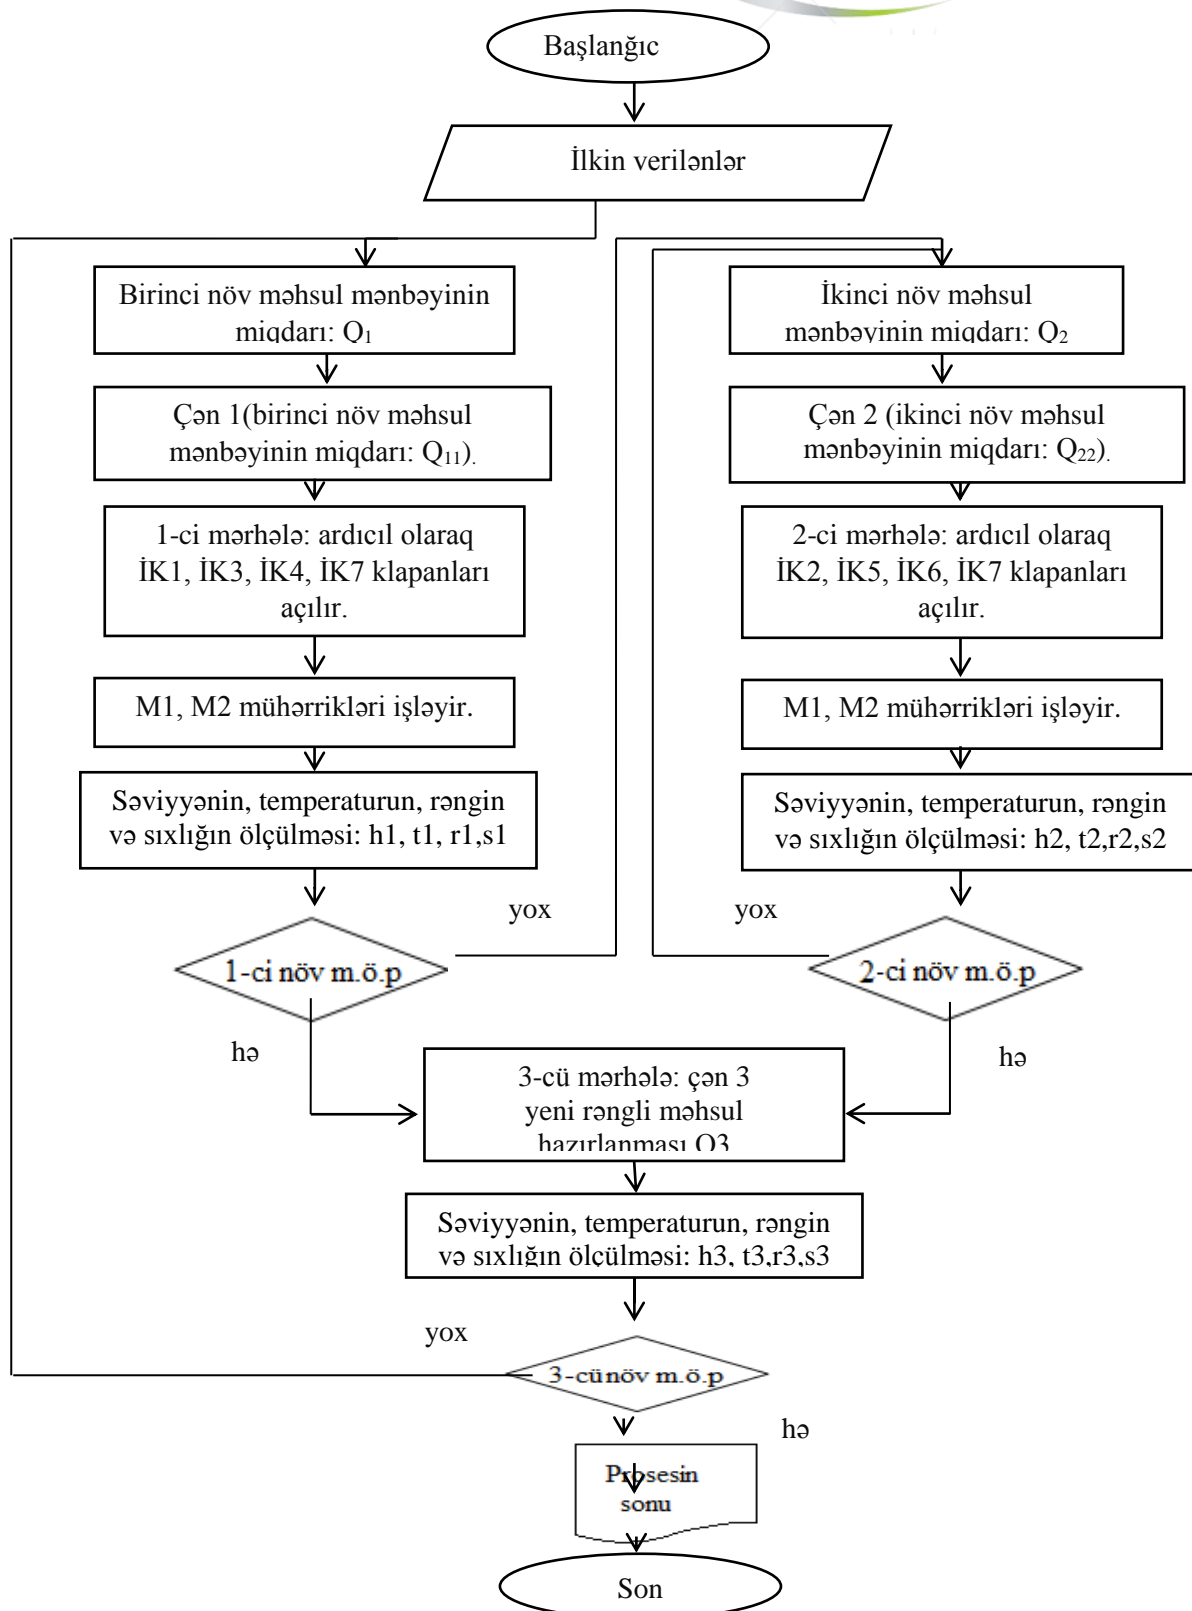 Başlanğıc
İlkin verilənlər
Birinci növ məhsul mənbəyinin
miqdarı: Q₁
İkinci növ məhsul
mənbəyinin miqdarı: Q₂
Çən 1(birinci növ məhsul
mənbəyinin miqdarı: Q₁₁).
Çən 2 (ikinci növ məhsul
mənbəyinin miqdarı: Q₂₂).
1-ci mərhələ: ardıcıl olaraq
İK1, İK3, İK4, İK7 klapanları
açılır.
2-ci mərhələ: ardıcıl olaraq
İK2, İK5, İK6, İK7 klapanları
açılır.
M1, M2 mühərrikləri işləyir.
M1, M2 mühərrikləri işləyir.
Səviyyənin, temperaturun, rəngin
və sıxlığın ölçülməsi: h1, t1, r1,s1
Səviyyənin, temperaturun, rəngin
və sıxlığın ölçülməsi: h2, t2,r2,s2
yox
yox
1-ci növ m.ö.p
2-ci növ m.ö.p
hə
hə
3-cü mərhələ: çən 3
yeni rəngli məhsul
hazırlanması Q3
Səviyyənin, temperaturun, rəngin
və sıxlığın ölçülməsi: h3, t3,r3,s3
yox
3-cü növ m.ö.p
hə
Prosesin
sonu
Son